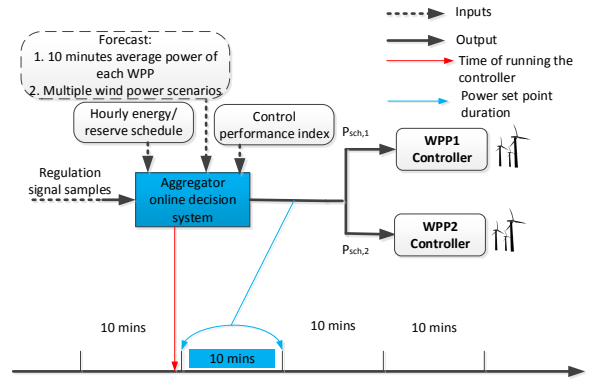 Forecast:
1. 10 minutes average power of
each WPP
2. Multiple wind power scenarios
Inputs
Output
Time of running the
controller
Power set point
duration
Hourly energy/
reserve schedule
Control
performance index
Regulation
signal samples
Aggregator
online decision
system
Psch,1
WPP1
Controller
Psch,2
WPP2
Controller
10 mins
10 mins
10 mins
10 mins